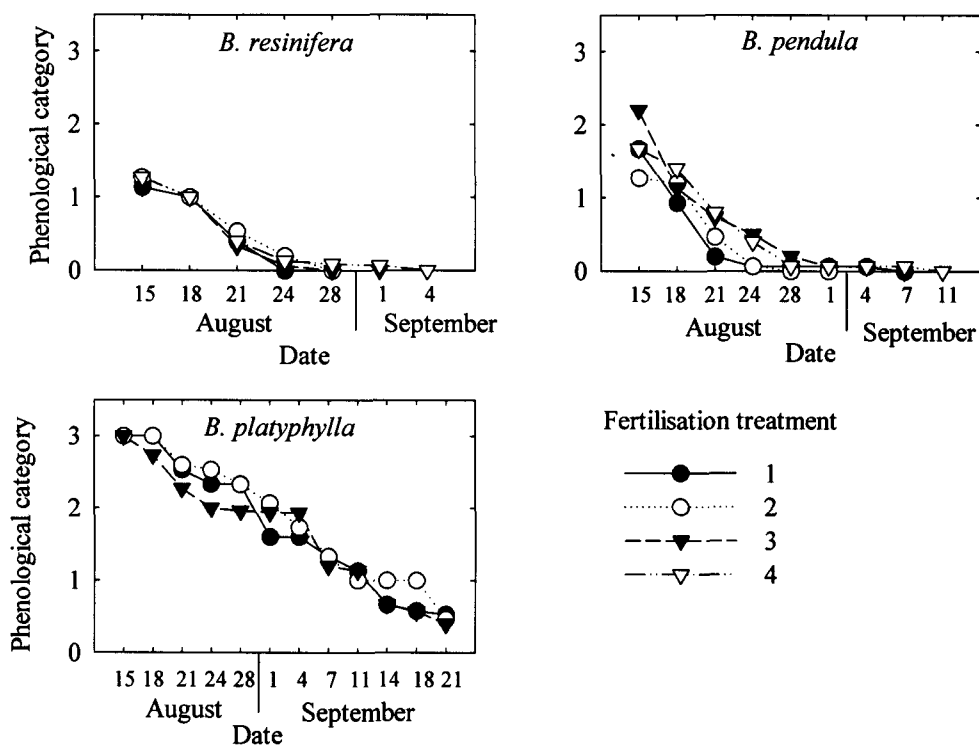 B. resinifera
3
2
1
0
Phenological category
15 18 21 24 28 1 4
August September
Date
B. pendula
3
2
1
0
15 18 21 24 28 1 4 7 11
August September
Date
B. platyphylla
3
2
1
0
Phenological category
15 18 21 24 28 1 4 7 11 14 18 21
August September
Date
Fertilisation treatment
1
2
3
4